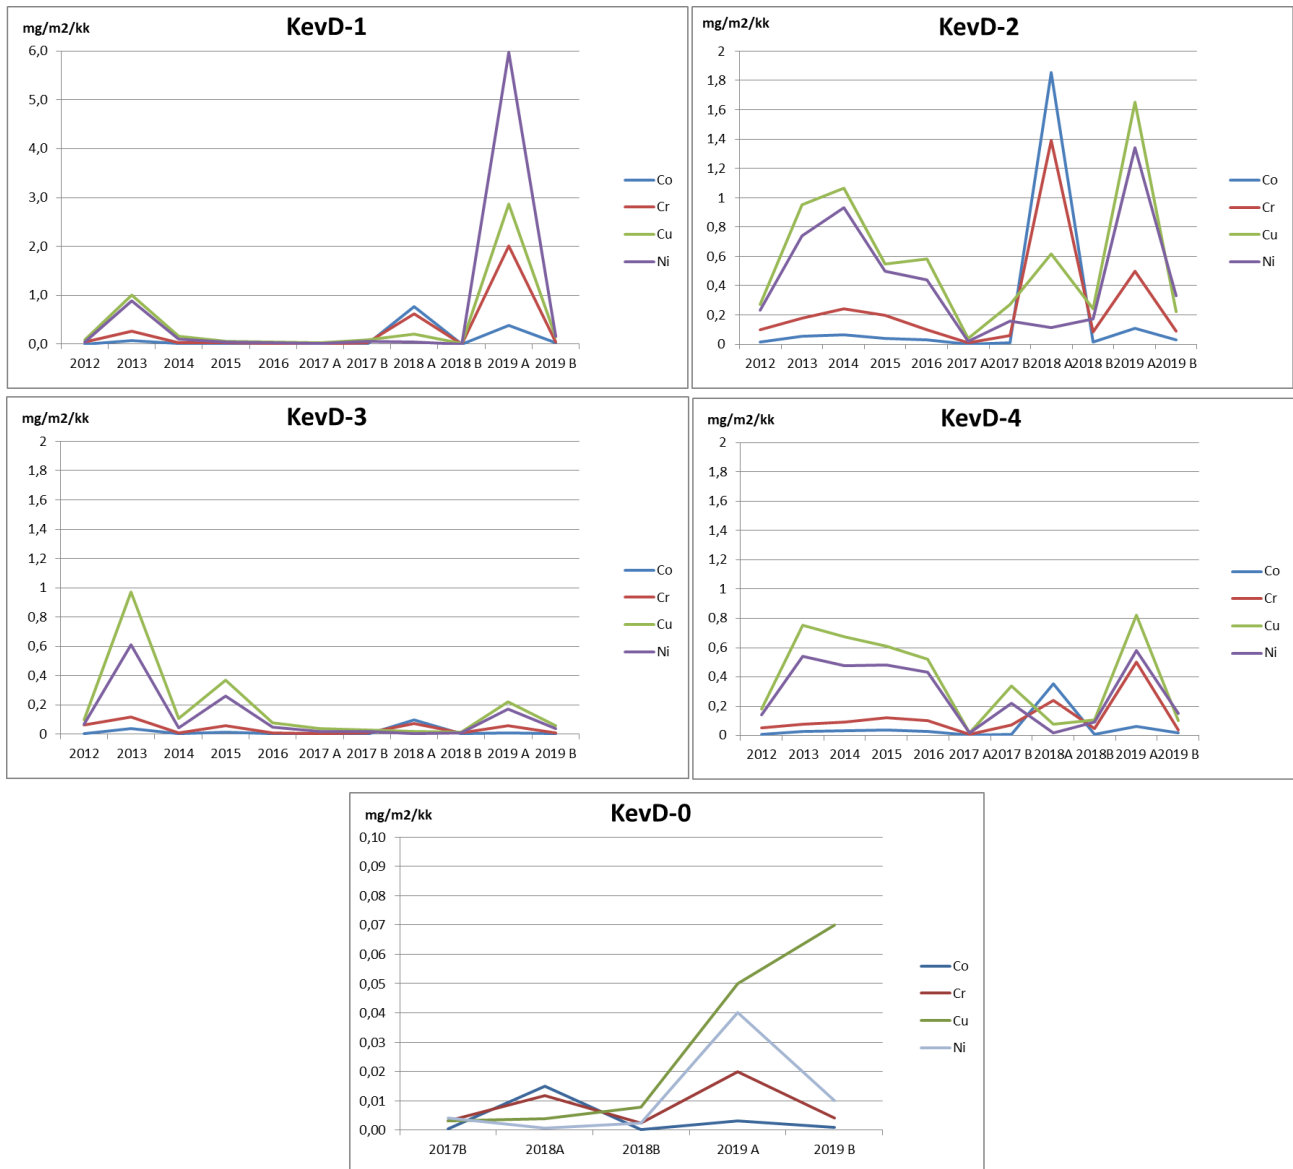 KevD-1
mg/m2/kk
6,0
5,0
4,0
3,0
2,0
1,0
0,0
2012 2013 2014 2015 2016 2017 A 2017 B 2018 A 2018 B 2019 A 2019 B
Co
Cr
Cu
Ni
KevD-2
mg/m2/kk
2
1,8
1,6
1,4
1,2
1
0,8
0,6
0,4
0,2
0
2012 2013 2014 2015 2016 2017 A 2017 B 2018 A 2018 B 2019 A 2019 B
Co
Cr
Cu
Ni
KevD-3
mg/m2/kk
2
1,8
1,6
1,4
1,2
1
0,8
0,6
0,4
0,2
0
2012 2013 2014 2015 2016 2017 A 2017 B 2018 A 2018 B 2019 A 2019 B
Co
Cr
Cu
Ni
KevD-4
mg/m2/kk
2
1,8
1,6
1,4
1,2
1
0,8
0,6
0,4
0,2
0
2012 2013 2014 2015 2016 2017 A 2017 B 2018A 2018B 2019 A 2019 B
Co
Cr
Cu
Ni
KevD-0
mg/m2/kk
0,10
0,09
0,08
0,07
0,06
0,05
0,04
0,03
0,02
0,01
0,00
2017B 2018A 2018B 2019 A 2019 B
Co
Cr
Cu
Ni